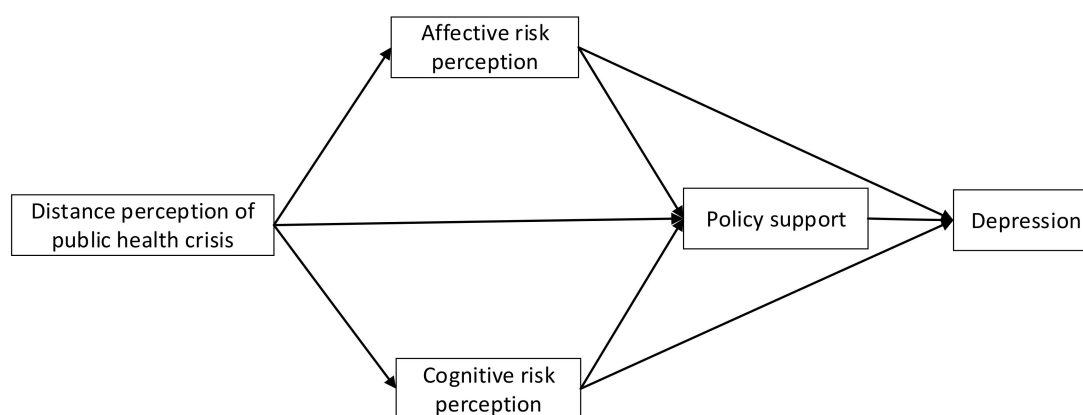 Affective risk
perception
Distance perception of
public health crisis
Policy support
Depression
Cognitive risk
perception